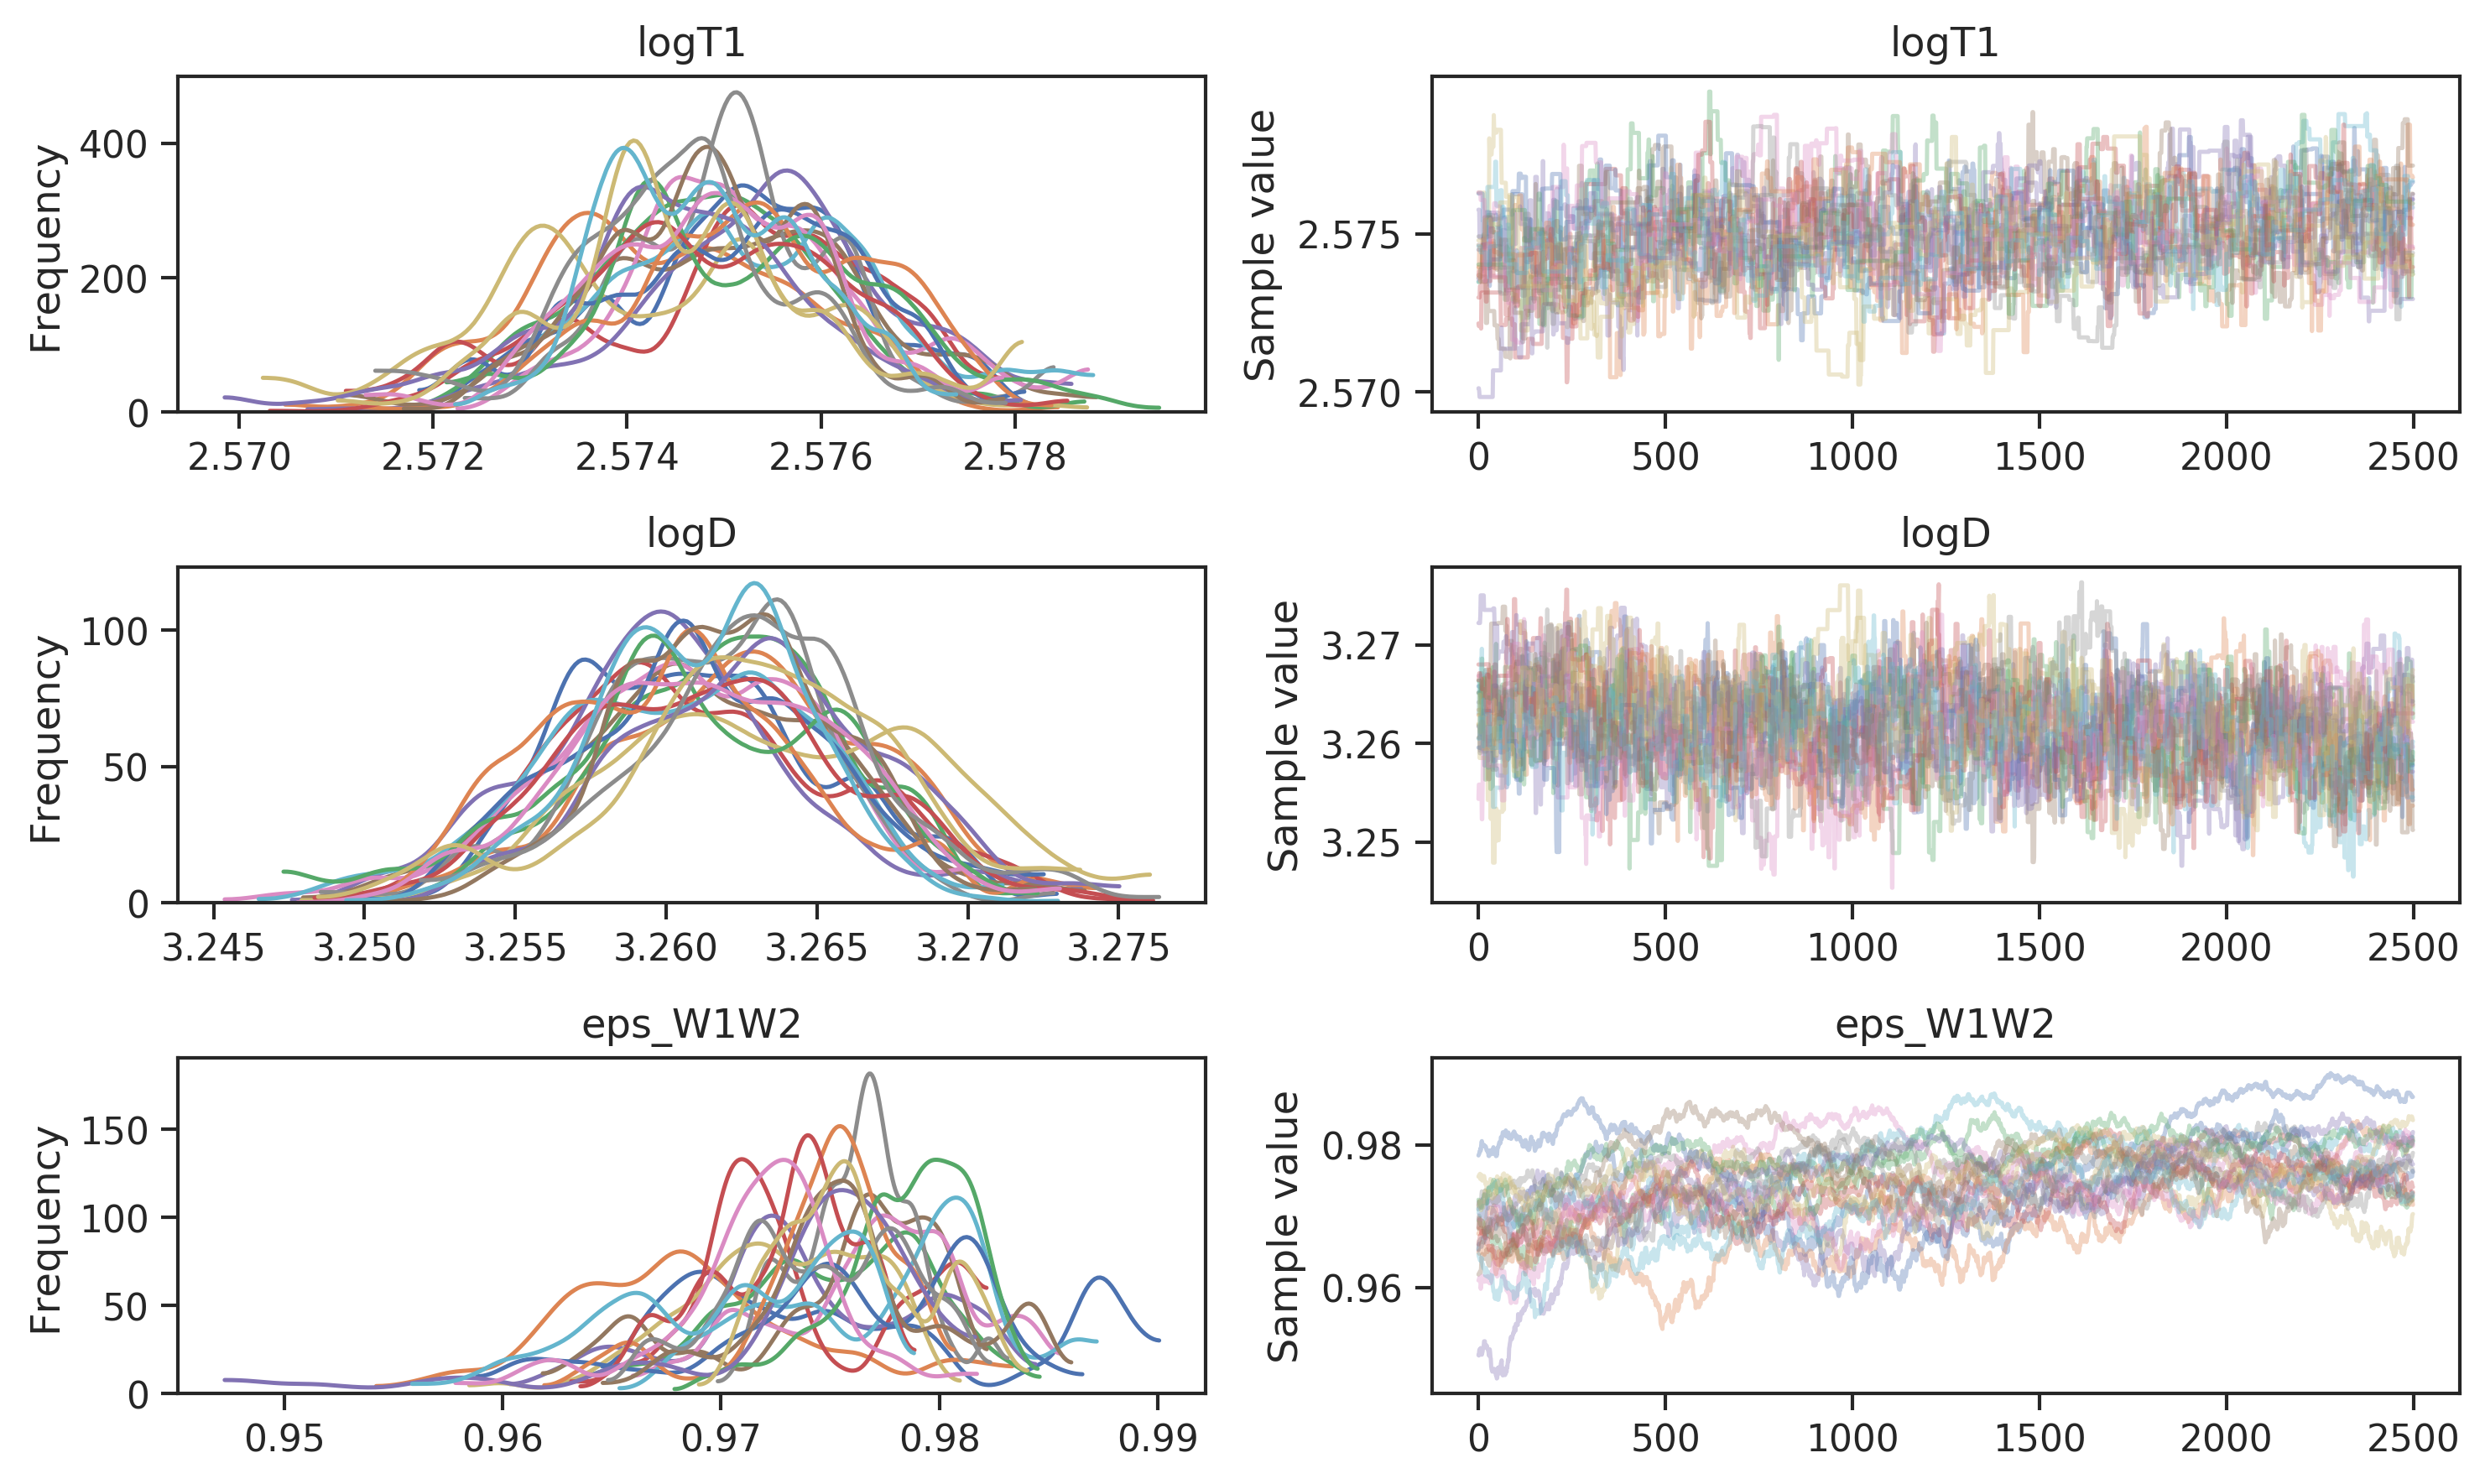 logT1
Frequency
400
200
0
2.570 2.572 2.574 2.576 2.578
logT1
Sample value
2.575
2.570
0 500 1000 1500 2000 2500
logD
Frequency
100
50
0
3.245 3.250 3.255 3.260 3.265 3.270 3.275
logD
Sample value
3.27
3.26
3.25
0 500 1000 1500 2000 2500
eps_W1W2
Frequency
150
100
50
0
0.95 0.96 0.97 0.98 0.99
eps_W1W2
Sample value
0.98
0.96
0 500 1000 1500 2000 2500